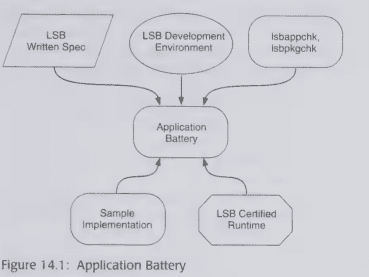 LSB
Written Spec
LSB Development
Environment
lsbappchk,
lsbpkgchk
Application
Battery
Sample
Implementation
LSB Certified
Runtime
Figure 14.1: Application Battery